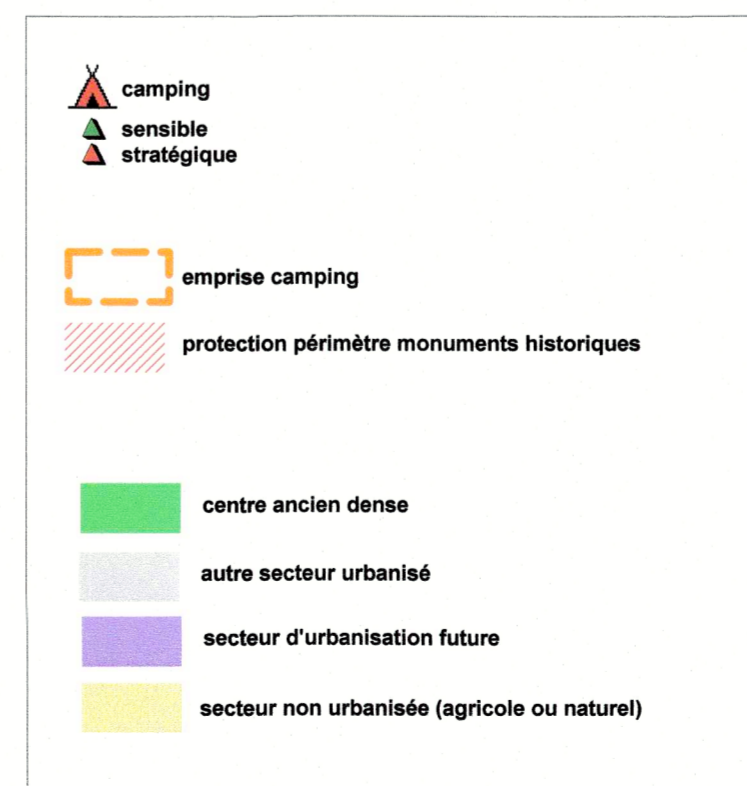 camping
sensible
stratégique
emprise camping
protection périmètre monuments historiques
centre ancien dense
autre secteur urbanisé
secteur d'urbanisation future
secteur non urbanisée (agricole ou naturel)